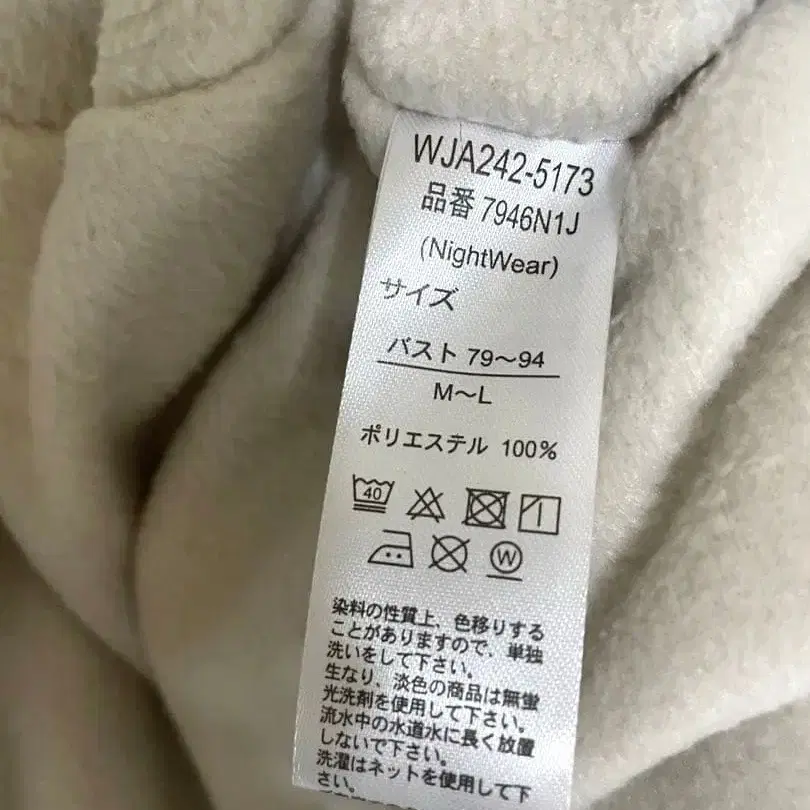 WJA242-5173
品番 7946N1J
(NightWear)
サイズ
バスト 79～94
M～L
ポリエステル 100%
40
W
染料の性質上、色移りする
ことがありますので、単独
洗いをして下さい。
生なり、淡色の商品は無蛍
光洗剤を使用して下さい。
流水中の水道水に長く放置
しないで下さい。
洗濯はネットを使用して下
さい。